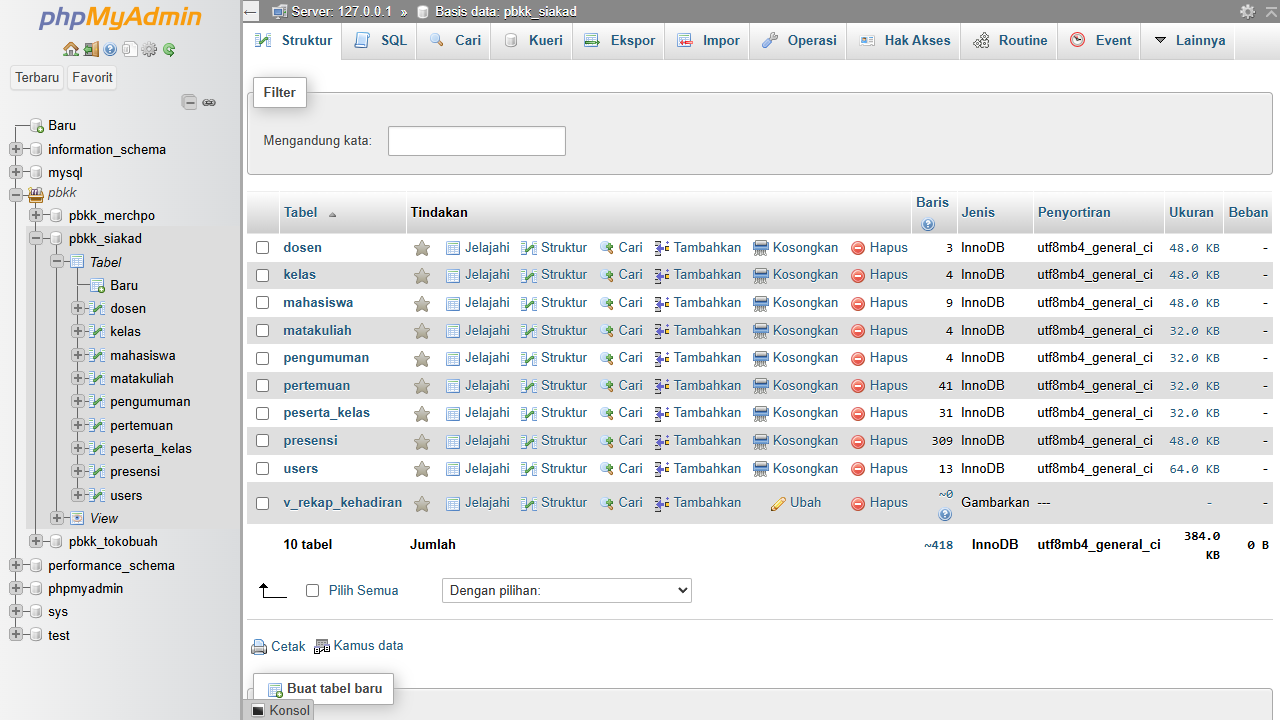 phpMyAdmin
Terbaru Favorit
Baru
information_schema
mysql
pbkk
pbkk_merchpo
pbkk_siakad
Tabel
Baru
dosen
kelas
mahasiswa
matakuliah
pengumuman
pertemuan
peserta_kelas
presensi
users
View
pbkk_tokobuah
performance_schema
phpmyadmin
sys
test
← Server: 127.0.0.1 » Basis data: pbkk_siakad
Struktur SQL Cari Kueri Ekspor Impor Operasi Hak Akses Routine Event Lainnya
Filter
Mengandung kata:
Tabel Tindakan Baris Jenis Penyortiran Ukuran Beban
dosen Jelajahi Struktur Cari Tambahkan Kosongkan Hapus 3 InnoDB utf8mb4_general_ci 48.0 KB -
kelas Jelajahi Struktur Cari Tambahkan Kosongkan Hapus 4 InnoDB utf8mb4_general_ci 48.0 KB -
mahasiswa Jelajahi Struktur Cari Tambahkan Kosongkan Hapus 9 InnoDB utf8mb4_general_ci 48.0 KB -
matakuliah Jelajahi Struktur Cari Tambahkan Kosongkan Hapus 4 InnoDB utf8mb4_general_ci 32.0 KB -
pengumuman Jelajahi Struktur Cari Tambahkan Kosongkan Hapus 4 InnoDB utf8mb4_general_ci 32.0 KB -
pertemuan Jelajahi Struktur Cari Tambahkan Kosongkan Hapus 41 InnoDB utf8mb4_general_ci 32.0 KB -
peserta_kelas Jelajahi Struktur Cari Tambahkan Kosongkan Hapus 31 InnoDB utf8mb4_general_ci 32.0 KB -
presensi Jelajahi Struktur Cari Tambahkan Kosongkan Hapus 309 InnoDB utf8mb4_general_ci 48.0 KB -
users Jelajahi Struktur Cari Tambahkan Kosongkan Hapus 13 InnoDB utf8mb4_general_ci 64.0 KB -
v_rekap_kehadiran Jelajahi Struktur Cari Tambahkan Ubah Hapus ~0 Gambarkan --- - -
10 tabel Jumlah ~418 InnoDB utf8mb4_general_ci 384.0 KB 0 B
Pilih Semua Dengan pilihan:
Cetak Kamus data
Buat tabel baru
Konsol